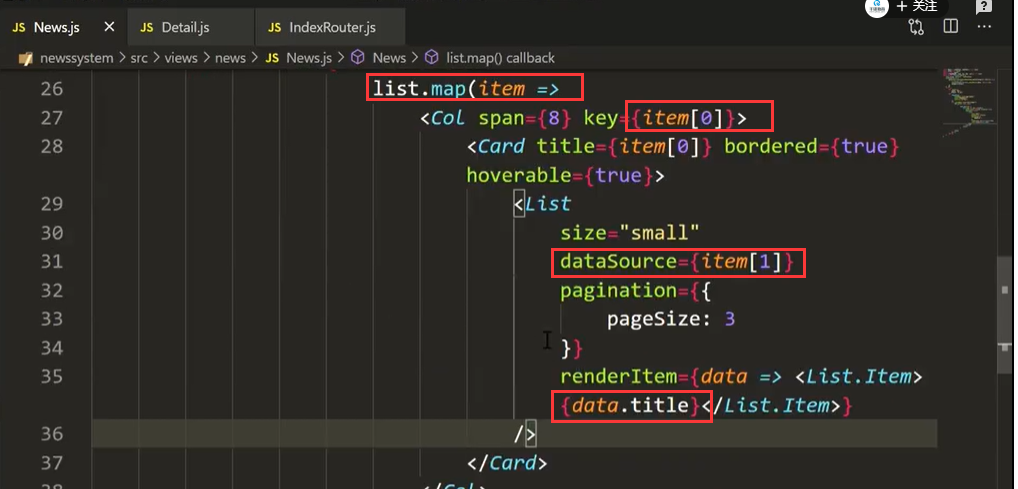 + 关注
JS News.js × JS Detail.js JS IndexRouter.js
newssystem > src > views > news > JS News.js > News > list.map() callback
26 list.map(item =>
27 <Col span={8} key={item[0]}>
28 <Card title={item[0]} bordered={true}
hoverable={true}>
29 <List
30 size="small"
31 dataSource={item[1]}
32 pagination={{
33 pageSize: 3
34 }}
35 renderItem={data => <List.Item>
{data.title}</List.Item>}
36 />
37 </Card>
38 </Col>